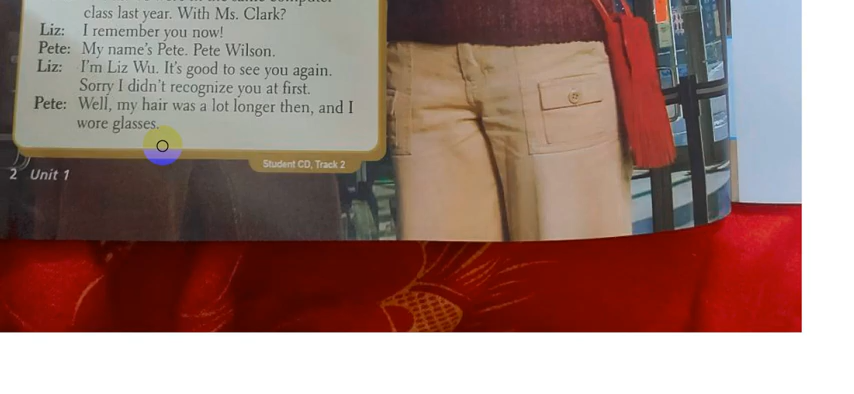 class last year. With Ms. Clark?
Liz: I remember you now!
Pete: My name's Pete. Pete Wilson.
Liz: I'm Liz Wu. It's good to see you again.
Sorry I didn't recognize you at first.
Pete: Well, my hair was a lot longer then, and I
wore glasses.
Student CD, Track 2
2 Unit 1